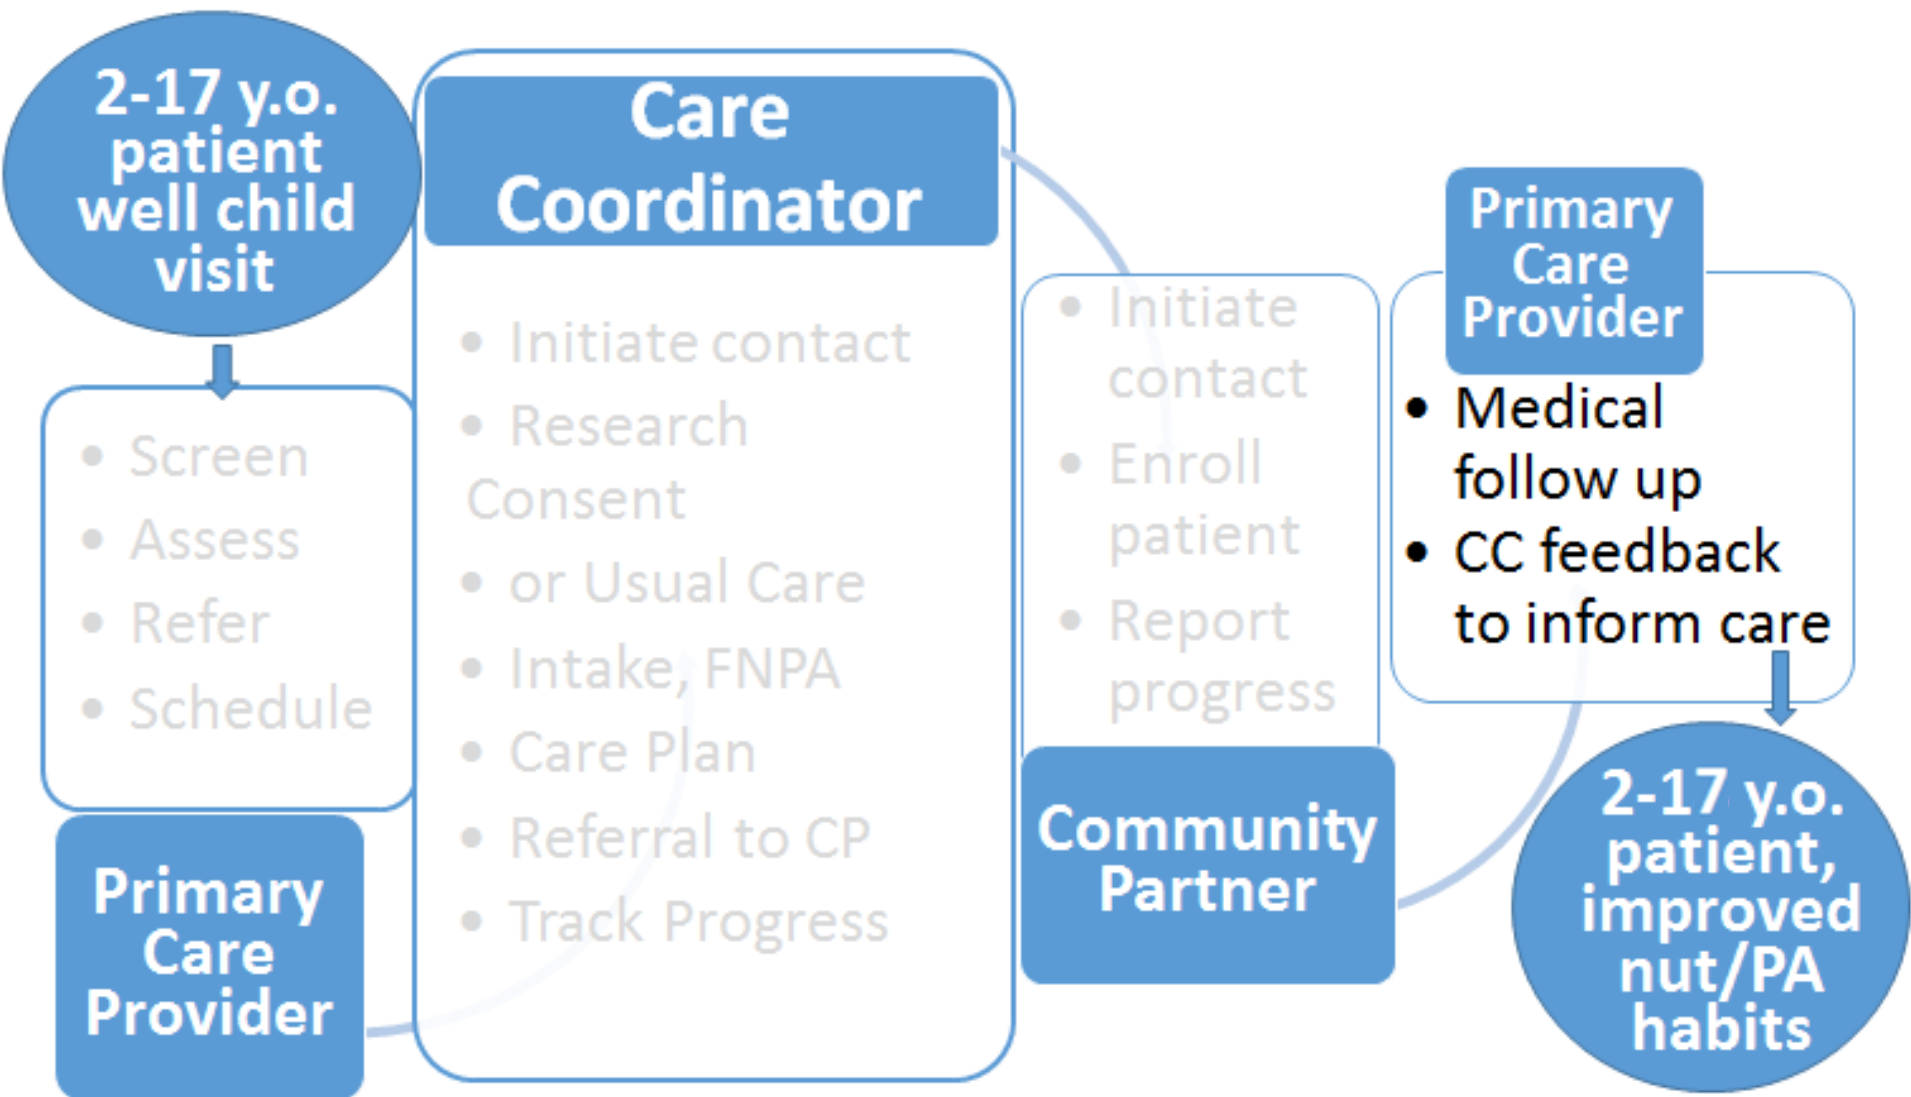 2-17 y.o.
patient
well child
visit
• Screen
• Assess
• Refer
• Schedule
Primary
Care
Provider
Care
Coordinator
• Initiate contact
• Research
Consent
• or Usual Care
• Intake, FNPA
• Care Plan
• Referral to CP
• Track Progress
• Initiate
contact
• Enroll
patient
• Report
progress
Community
Partner
Primary
Care
Provider
• Medical
follow up
• CC feedback
to inform care
2-17 y.o.
patient,
improved
nut/PA
habits